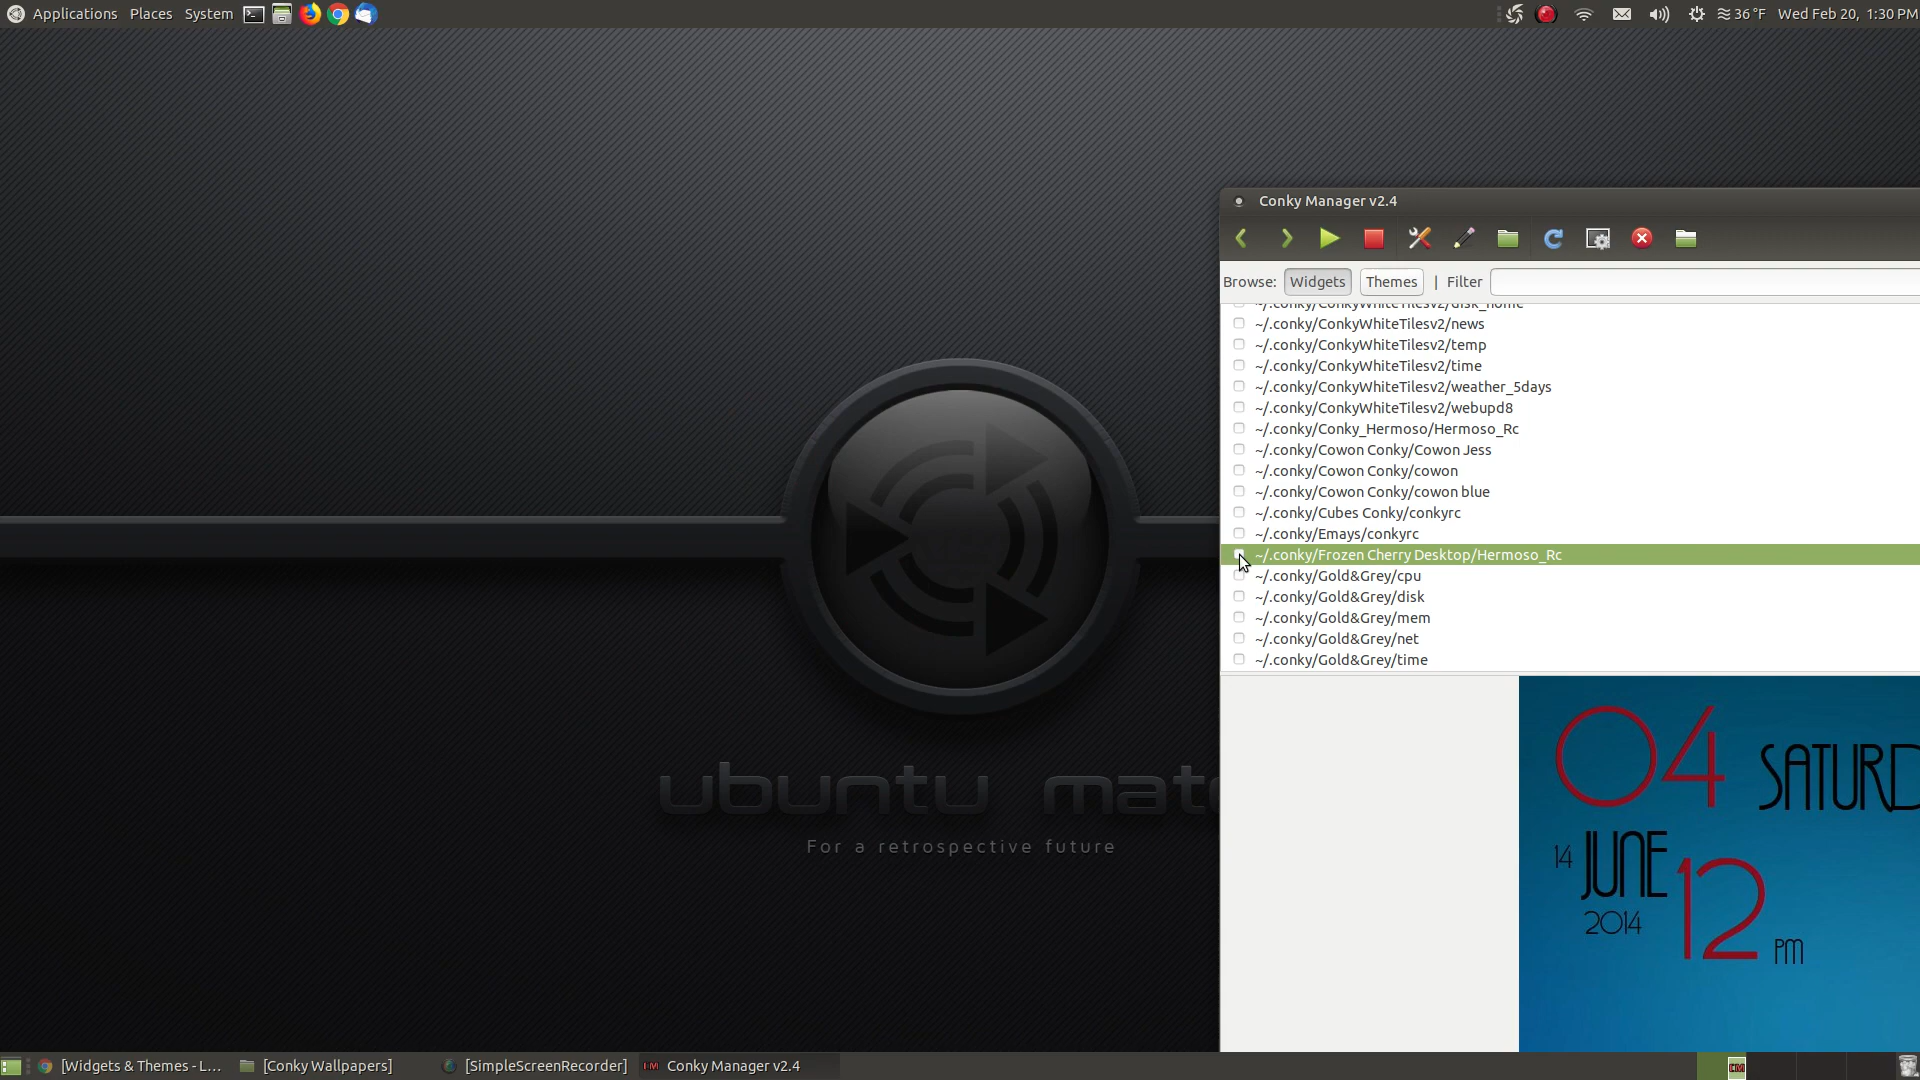 Applications Places System
36 °F Wed Feb 20, 1:30 PM
Conky Manager v2.4
Browse: Widgets Themes | Filter
~/.conky/ConkyWhiteTilesv2/disk_home
~/.conky/ConkyWhiteTilesv2/news
~/.conky/ConkyWhiteTilesv2/temp
~/.conky/ConkyWhiteTilesv2/time
~/.conky/ConkyWhiteTilesv2/weather_5days
~/.conky/ConkyWhiteTilesv2/webupd8
~/.conky/Conky_Hermoso/Hermoso_Rc
~/.conky/Cowon Conky/Cowon Jess
~/.conky/Cowon Conky/cowon
~/.conky/Cowon Conky/cowon blue
~/.conky/Cubes Conky/conkyrc
~/.conky/Emays/conkyrc
~/.conky/Frozen Cherry Desktop/Hermoso_Rc
~/.conky/Gold&Grey/cpu
~/.conky/Gold&Grey/disk
~/.conky/Gold&Grey/mem
~/.conky/Gold&Grey/net
~/.conky/Gold&Grey/time
04 SATURD
14 JUNE
2014
12 PM
ubuntu mat
For a retrospective future
[Widgets & Themes - L... [Conky Wallpapers] [SimpleScreenRecorder] Conky Manager v2.4